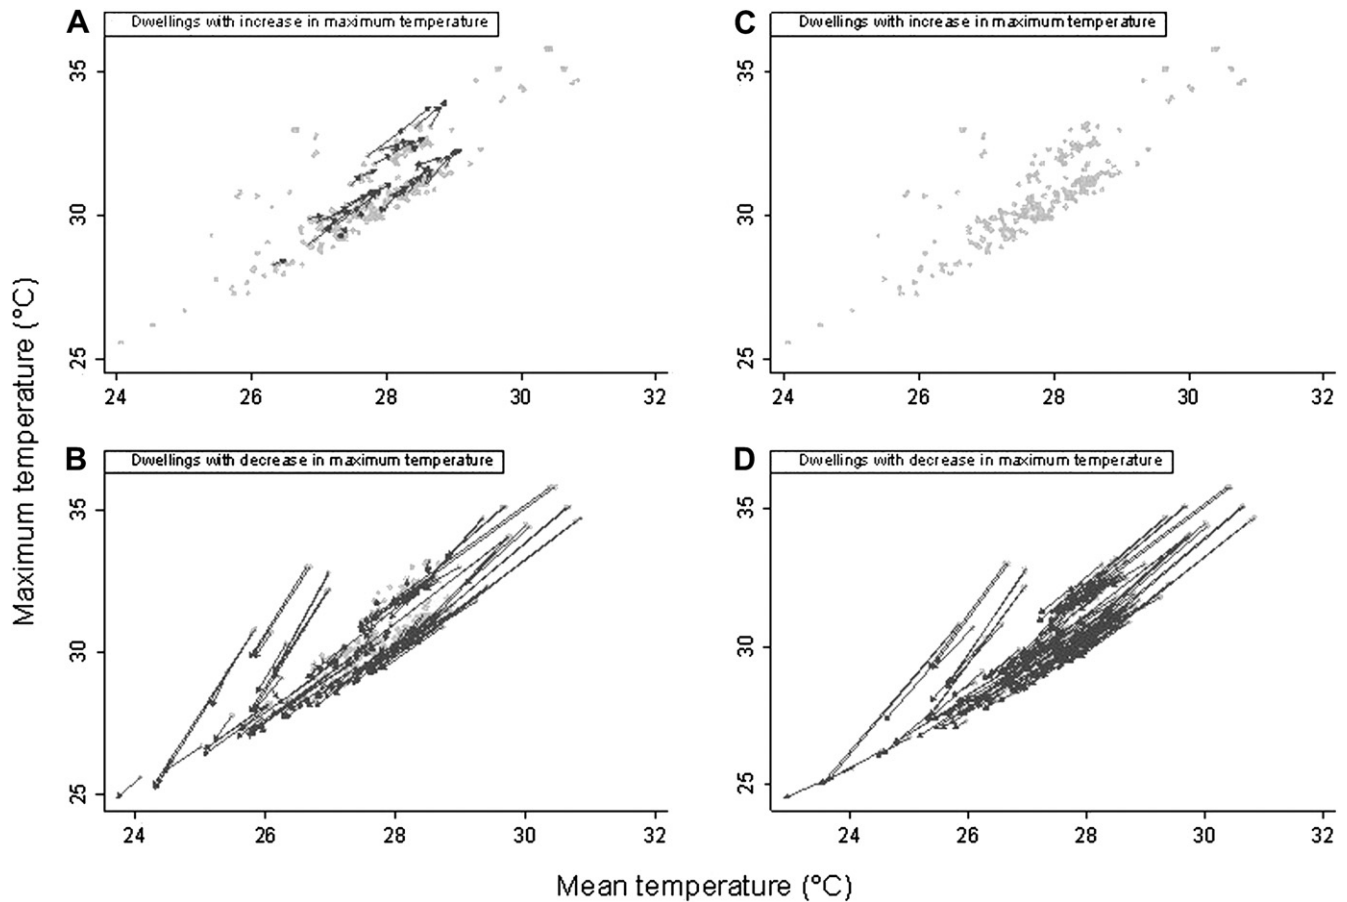 A Dwellings with increase in maximum temperature
C Dwellings with increase in maximum temperature
35
30
25
24 26 28 30 32
35
30
25
24 26 28 30 32
B Dwellings with decrease in maximum temperature
D Dwellings with decrease in maximum temperature
35
30
25
24 26 28 30 32
35
30
25
24 26 28 30 32
Maximum temperature (°C)
Mean temperature (°C)